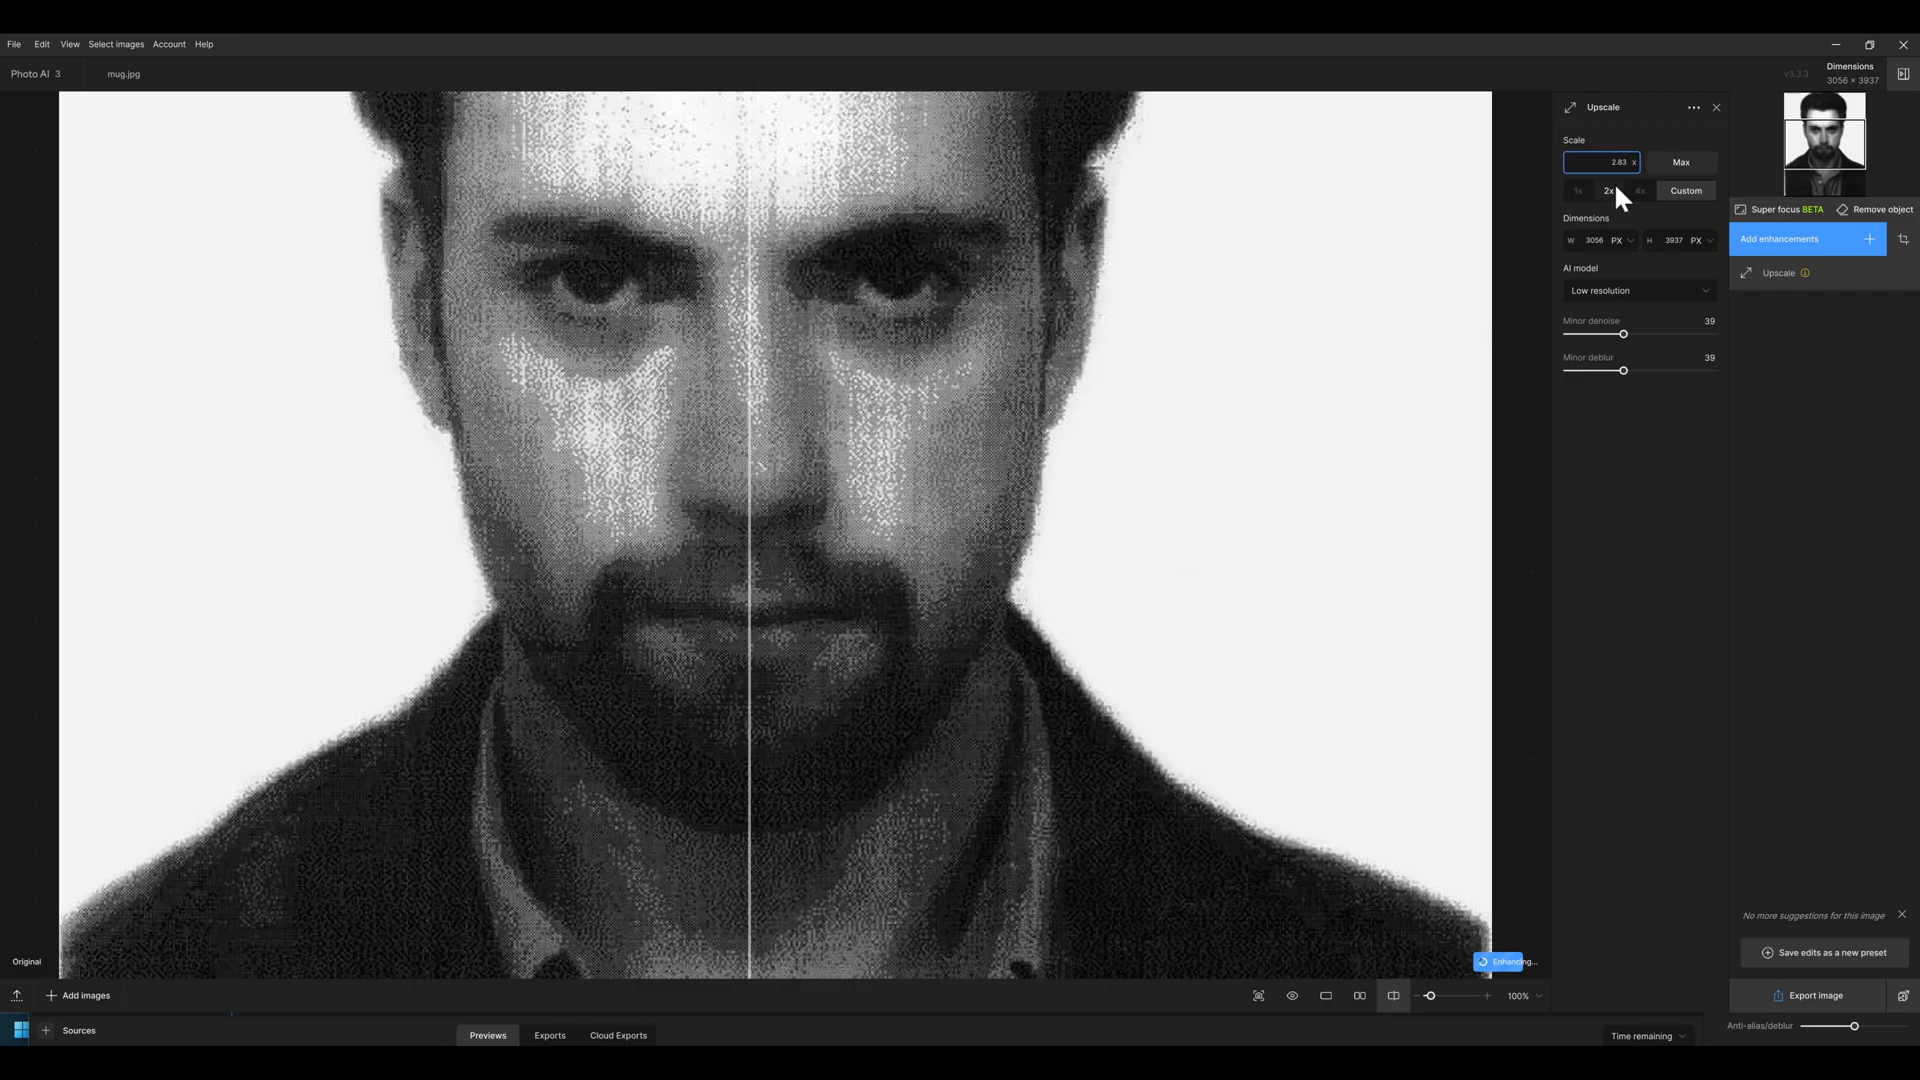 File Edit View Select images Account Help
Photo AI 3 mug.jpg v3.3.3 Dimensions
3056 × 3937
Upscale
Scale
2.83 x Max
1x 2x 4x Custom
Dimensions
W 3056 PX H 3937 PX
AI model
Low resolution
Minor denoise 39
Minor deblur 39
Super focus BETA Remove object
Add enhancements
Upscale
No more suggestions for this image
Save edits as a new preset
Original Enhancing...
Add images 100% Export image
Sources Previews Exports Cloud Exports Time remaining Anti-alias/deblur